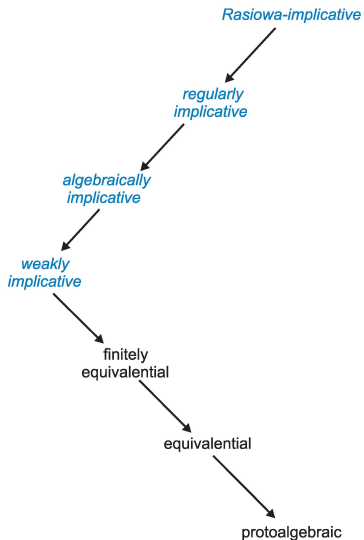 Rasiowa-implicative
regularly
implicative
algebraically
implicative
weakly
implicative
finitely
equivalential
equivalential
protoalgebraic